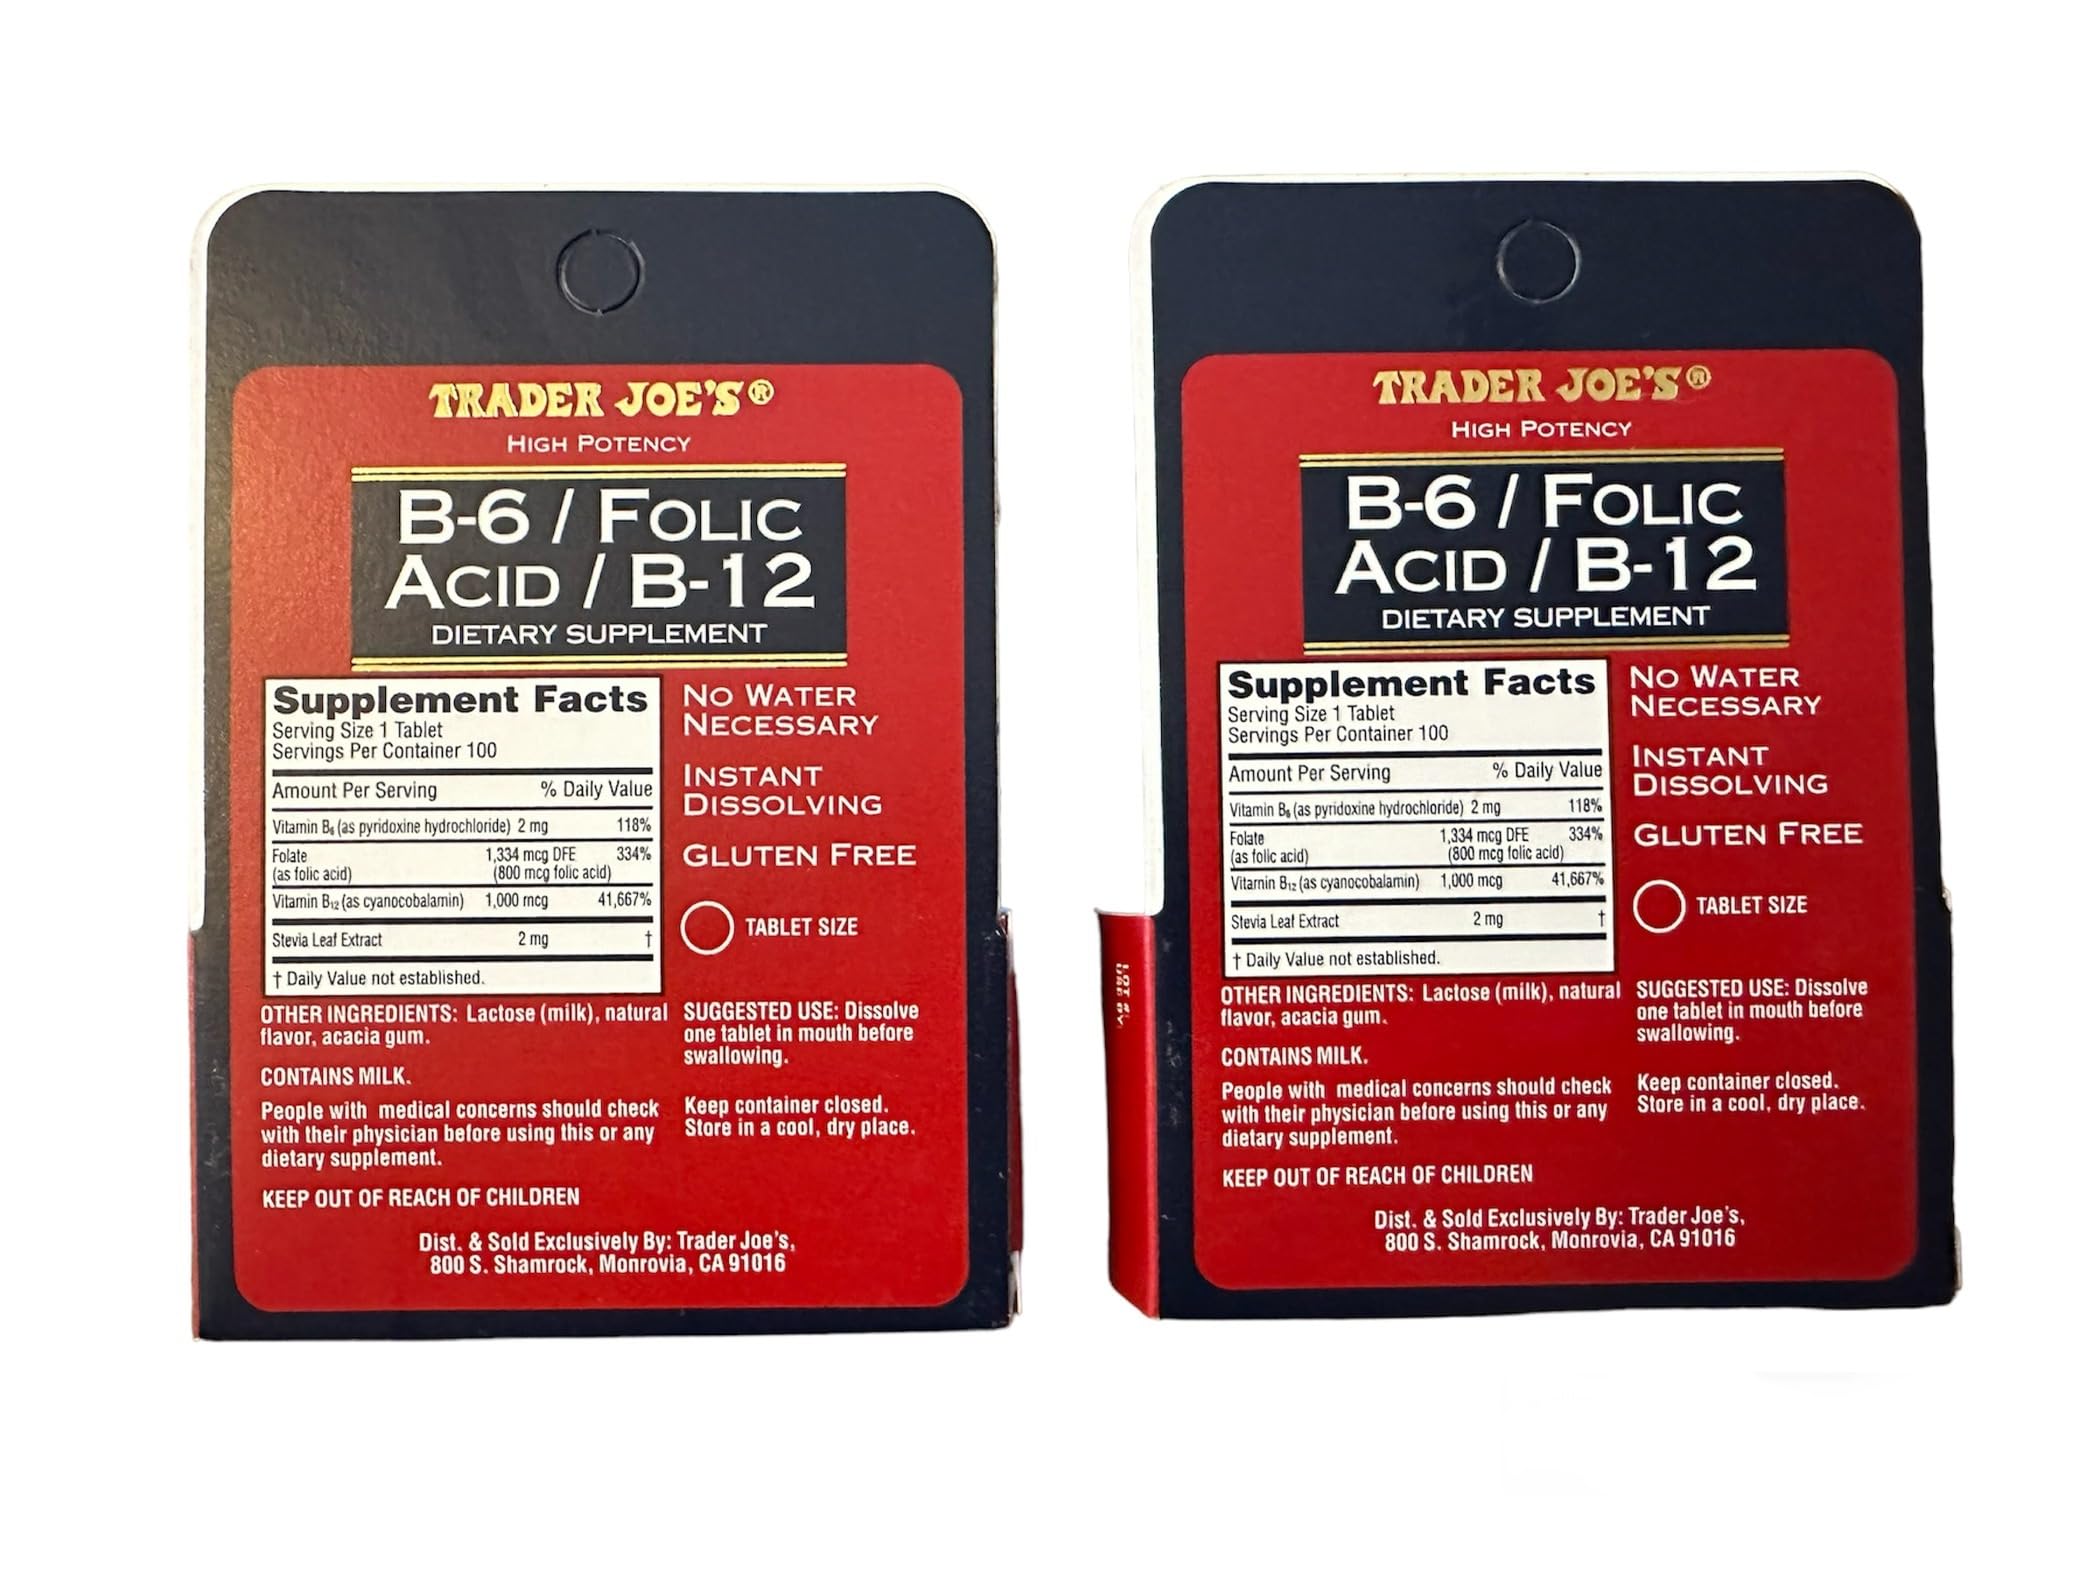 TRADER JOE'S®
HIGH POTENCY
B-6 / FOLIC
ACID / B-12
DIETARY SUPPLEMENT
Supplement Facts
Serving Size 1 Tablet
Servings Per Container 100
Amount Per Serving % Daily Value
Vitamin B₆ (as pyridoxine hydrochloride) 2 mg 118%
Folate 1,334 mcg DFE 334%
(as folic acid) (800 mcg folic acid)
Vitamin B₁₂ (as cyanocobalamin) 1,000 mcg 41,667%
Stevia Leaf Extract 2 mg †
† Daily Value not established.
NO WATER
NECESSARY
INSTANT
DISSOLVING
GLUTEN FREE
TABLET SIZE
OTHER INGREDIENTS: Lactose (milk), natural
flavor, acacia gum.
CONTAINS MILK.
People with medical concerns should check
with their physician before using this or any
dietary supplement.
KEEP OUT OF REACH OF CHILDREN
SUGGESTED USE: Dissolve
one tablet in mouth before
swallowing.
Keep container closed.
Store in a cool, dry place.
Dist. & Sold Exclusively By: Trader Joe's,
800 S. Shamrock, Monrovia, CA 91016
TRADER JOE'S®
HIGH POTENCY
B-6 / FOLIC
ACID / B-12
DIETARY SUPPLEMENT
Supplement Facts
Serving Size 1 Tablet
Servings Per Container 100
Amount Per Serving % Daily Value
Vitamin B₆ (as pyridoxine hydrochloride) 2 mg 118%
Folate 1,334 mcg DFE 334%
(as folic acid) (800 mcg folic acid)
Vitamin B₁₂ (as cyanocobalamin) 1,000 mcg 41,667%
Stevia Leaf Extract 2 mg †
† Daily Value not established.
NO WATER
NECESSARY
INSTANT
DISSOLVING
GLUTEN FREE
TABLET SIZE
OTHER INGREDIENTS: Lactose (milk), natural
flavor, acacia gum.
CONTAINS MILK.
People with medical concerns should check
with their physician before using this or any
dietary supplement.
KEEP OUT OF REACH OF CHILDREN
SUGGESTED USE: Dissolve
one tablet in mouth before
swallowing.
Keep container closed.
Store in a cool, dry place.
Dist. & Sold Exclusively By: Trader Joe's,
800 S. Shamrock, Monrovia, CA 91016